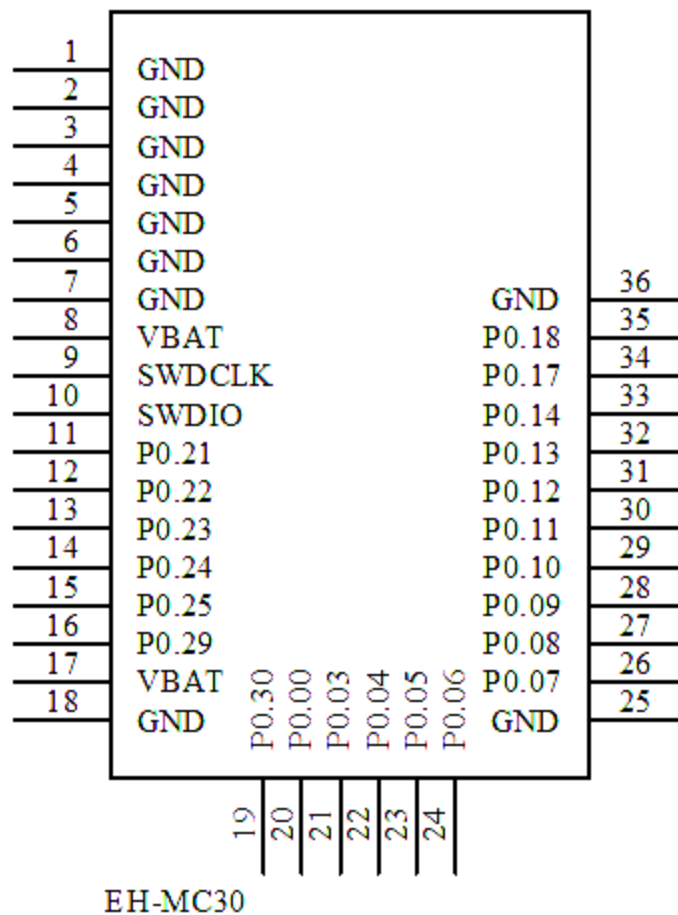 1 GND
2 GND
3 GND
4 GND
5 GND
6 GND
7 GND GND 36
8 VBAT P0.18 35
9 SWDCLK P0.17 34
10 SWDIO P0.14 33
11 P0.21 P0.13 32
12 P0.22 P0.12 31
13 P0.23 P0.11 30
14 P0.24 P0.10 29
15 P0.25 P0.09 28
16 P0.29 P0.08 27
17 VBAT P0.07 26
18 GND GND 25
P0.30 P0.00 P0.03 P0.04 P0.05 P0.06
19 20 21 22 23 24
EH-MC30